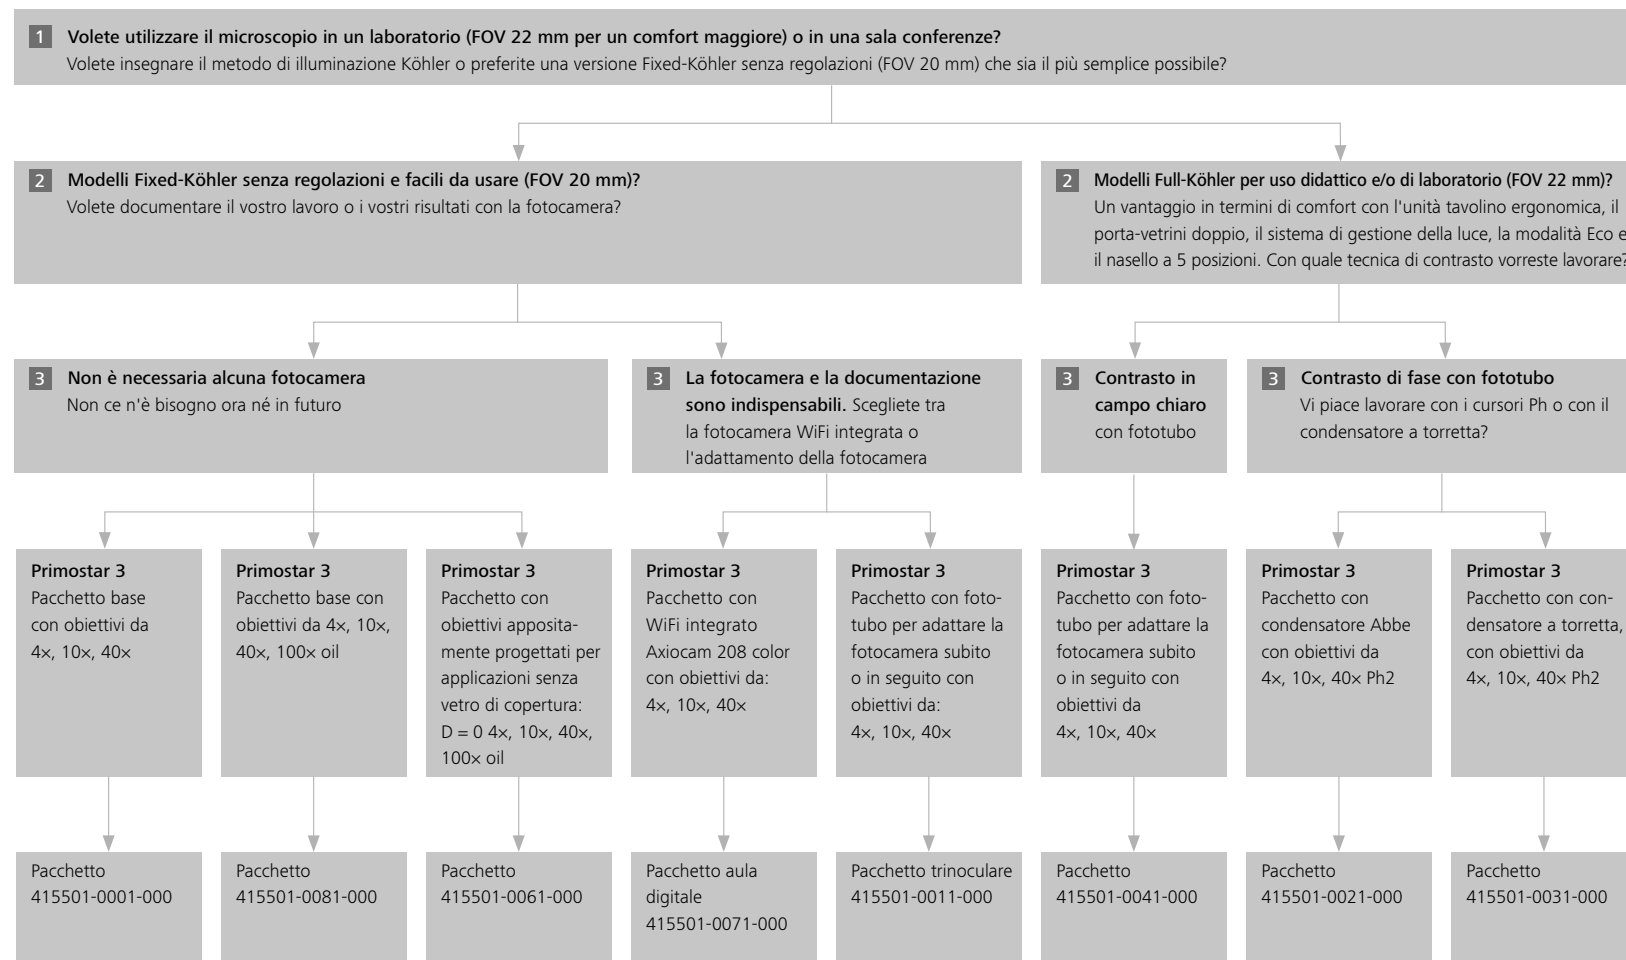 1 Volete utilizzare il microscopio in un laboratorio (FOV 22 mm per un comfort maggiore) o in una sala conferenze?
Volete insegnare il metodo di illuminazione Köhler o preferite una versione Fixed-Köhler senza regolazioni (FOV 20 mm) che sia il più semplice possibile?
2 Modelli Fixed-Köhler senza regolazioni e facili da usare (FOV 20 mm)?
Volete documentare il vostro lavoro o i vostri risultati con la fotocamera?
2 Modelli Full-Köhler per uso didattico e/o di laboratorio (FOV 22 mm)?
Un vantaggio in termini di comfort con l'unità tavolino ergonomica, il
porta-vetrini doppio, il sistema di gestione della luce, la modalità Eco e
il nasello a 5 posizioni. Con quale tecnica di contrasto vorreste lavorare?
3 Non è necessaria alcuna fotocamera
Non ce n'è bisogno ora né in futuro
3 La fotocamera e la documentazione
sono indispensabili. Scegliete tra
la fotocamera WiFi integrata o
l'adattamento della fotocamera
3 Contrasto in
campo chiaro
con fototubo
3 Contrasto di fase con fototubo
Vi piace lavorare con i cursori Ph o con il
condensatore a torretta?
Primostar 3
Pacchetto base
con obiettivi da
4×, 10×, 40×
Primostar 3
Pacchetto base con
obiettivi da 4×, 10×,
40×, 100× oil
Primostar 3
Pacchetto con
obiettivi apposita-
mente progettati per
applicazioni senza
vetro di copertura:
D = 0 4×, 10×, 40×,
100× oil
Primostar 3
Pacchetto con
WiFi integrato
Axiocam 208 color
con obiettivi da:
4×, 10×, 40×
Primostar 3
Pacchetto con foto-
tubo per adattare la
fotocamera subito
o in seguito con
obiettivi da:
4×, 10×, 40×
Primostar 3
Pacchetto con foto-
tubo per adattare la
fotocamera subito
o in seguito con
obiettivi da
4×, 10×, 40×
Primostar 3
Pacchetto con
condensatore Abbe
con obiettivi da
4×, 10×, 40× Ph2
Primostar 3
Pacchetto con con-
densatore a torretta,
con obiettivi da
4×, 10×, 40× Ph2
Pacchetto
415501-0001-000
Pacchetto
415501-0081-000
Pacchetto
415501-0061-000
Pacchetto aula
digitale
415501-0071-000
Pacchetto trinoculare
415501-0011-000
Pacchetto
415501-0041-000
Pacchetto
415501-0021-000
Pacchetto
415501-0031-000